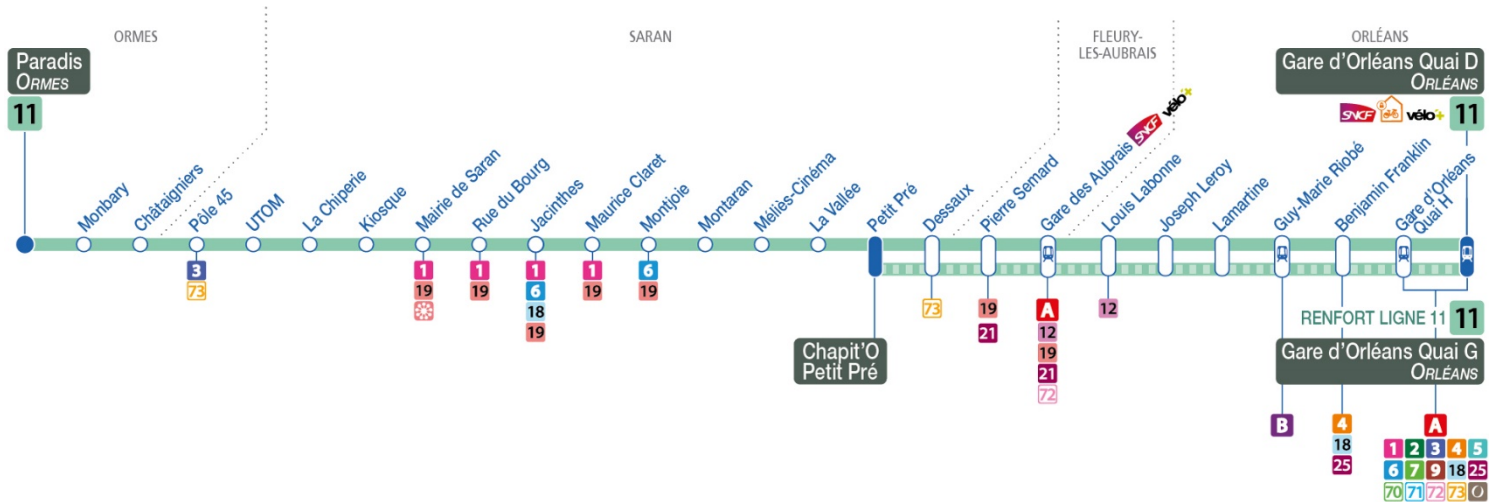 ORMES
SARAN
FLEURY-
LES-AUBRAIS
ORLÉANS
Paradis
ORMES
11
Gare d'Orléans Quai D
ORLÉANS
SNCF vélo+ 11
Monbary
Châtaigniers
Pôle 45
UTOM
La Chiperie
Kiosque
Mairie de Saran
Rue du Bourg
Jacinthes
Maurice Claret
Montjoie
Montaran
Méliès-Cinéma
La Vallée
Petit Pré
Dessaux
Pierre Semard
Gare des Aubrais SNCF vélo+
Louis Labonne
Joseph Leroy
Lamartine
Guy-Marie Riobé
Benjamin Franklin
Gare d'Orléans
Quai H
3
73
1
19
1
19
1
6
18
19
1
19
6
19
73
19
21
A
12
19
21
72
12
RENFORT LIGNE 11 11
Chapit'O
Petit Pré
Gare d'Orléans Quai G
ORLÉANS
B
4
18
25
A
1 2 3 4 5
6 7 9 18 25
70 71 72 73 O